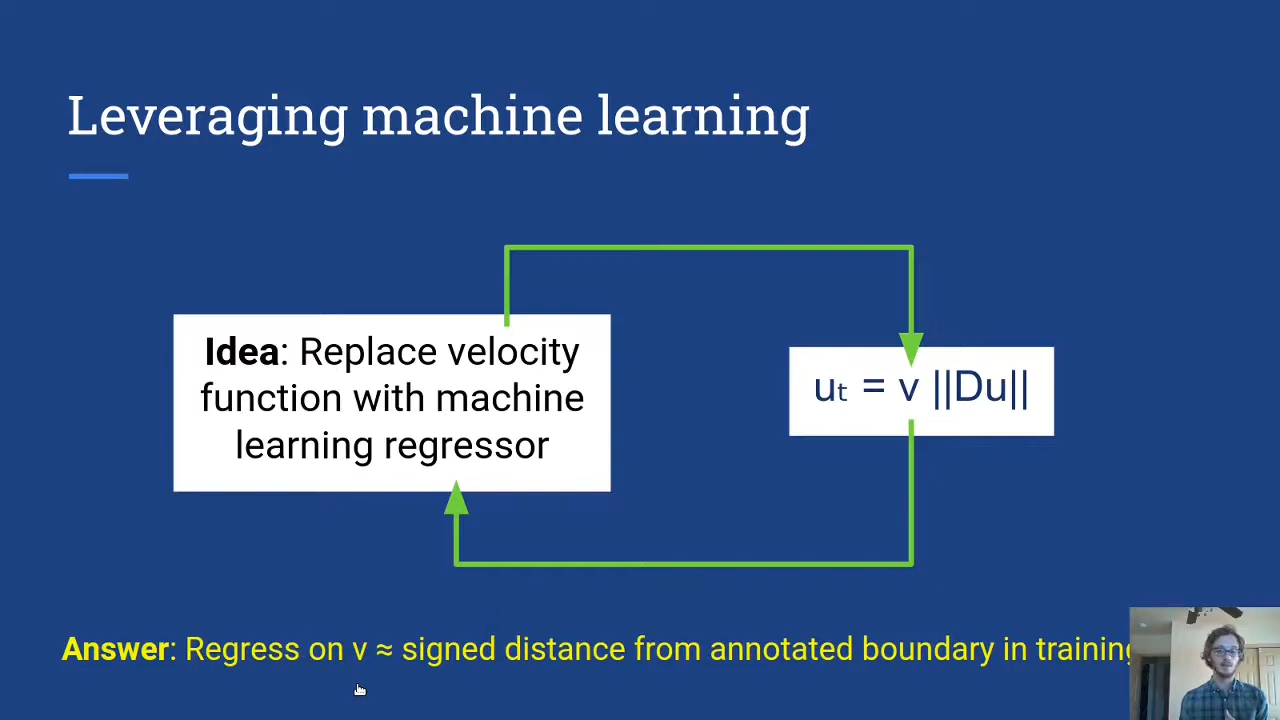 Leveraging machine learning
Idea: Replace velocity
function with machine
learning regressor
uₜ = v ||Du||
Answer: Regress on v ≈ signed distance from annotated boundary in training